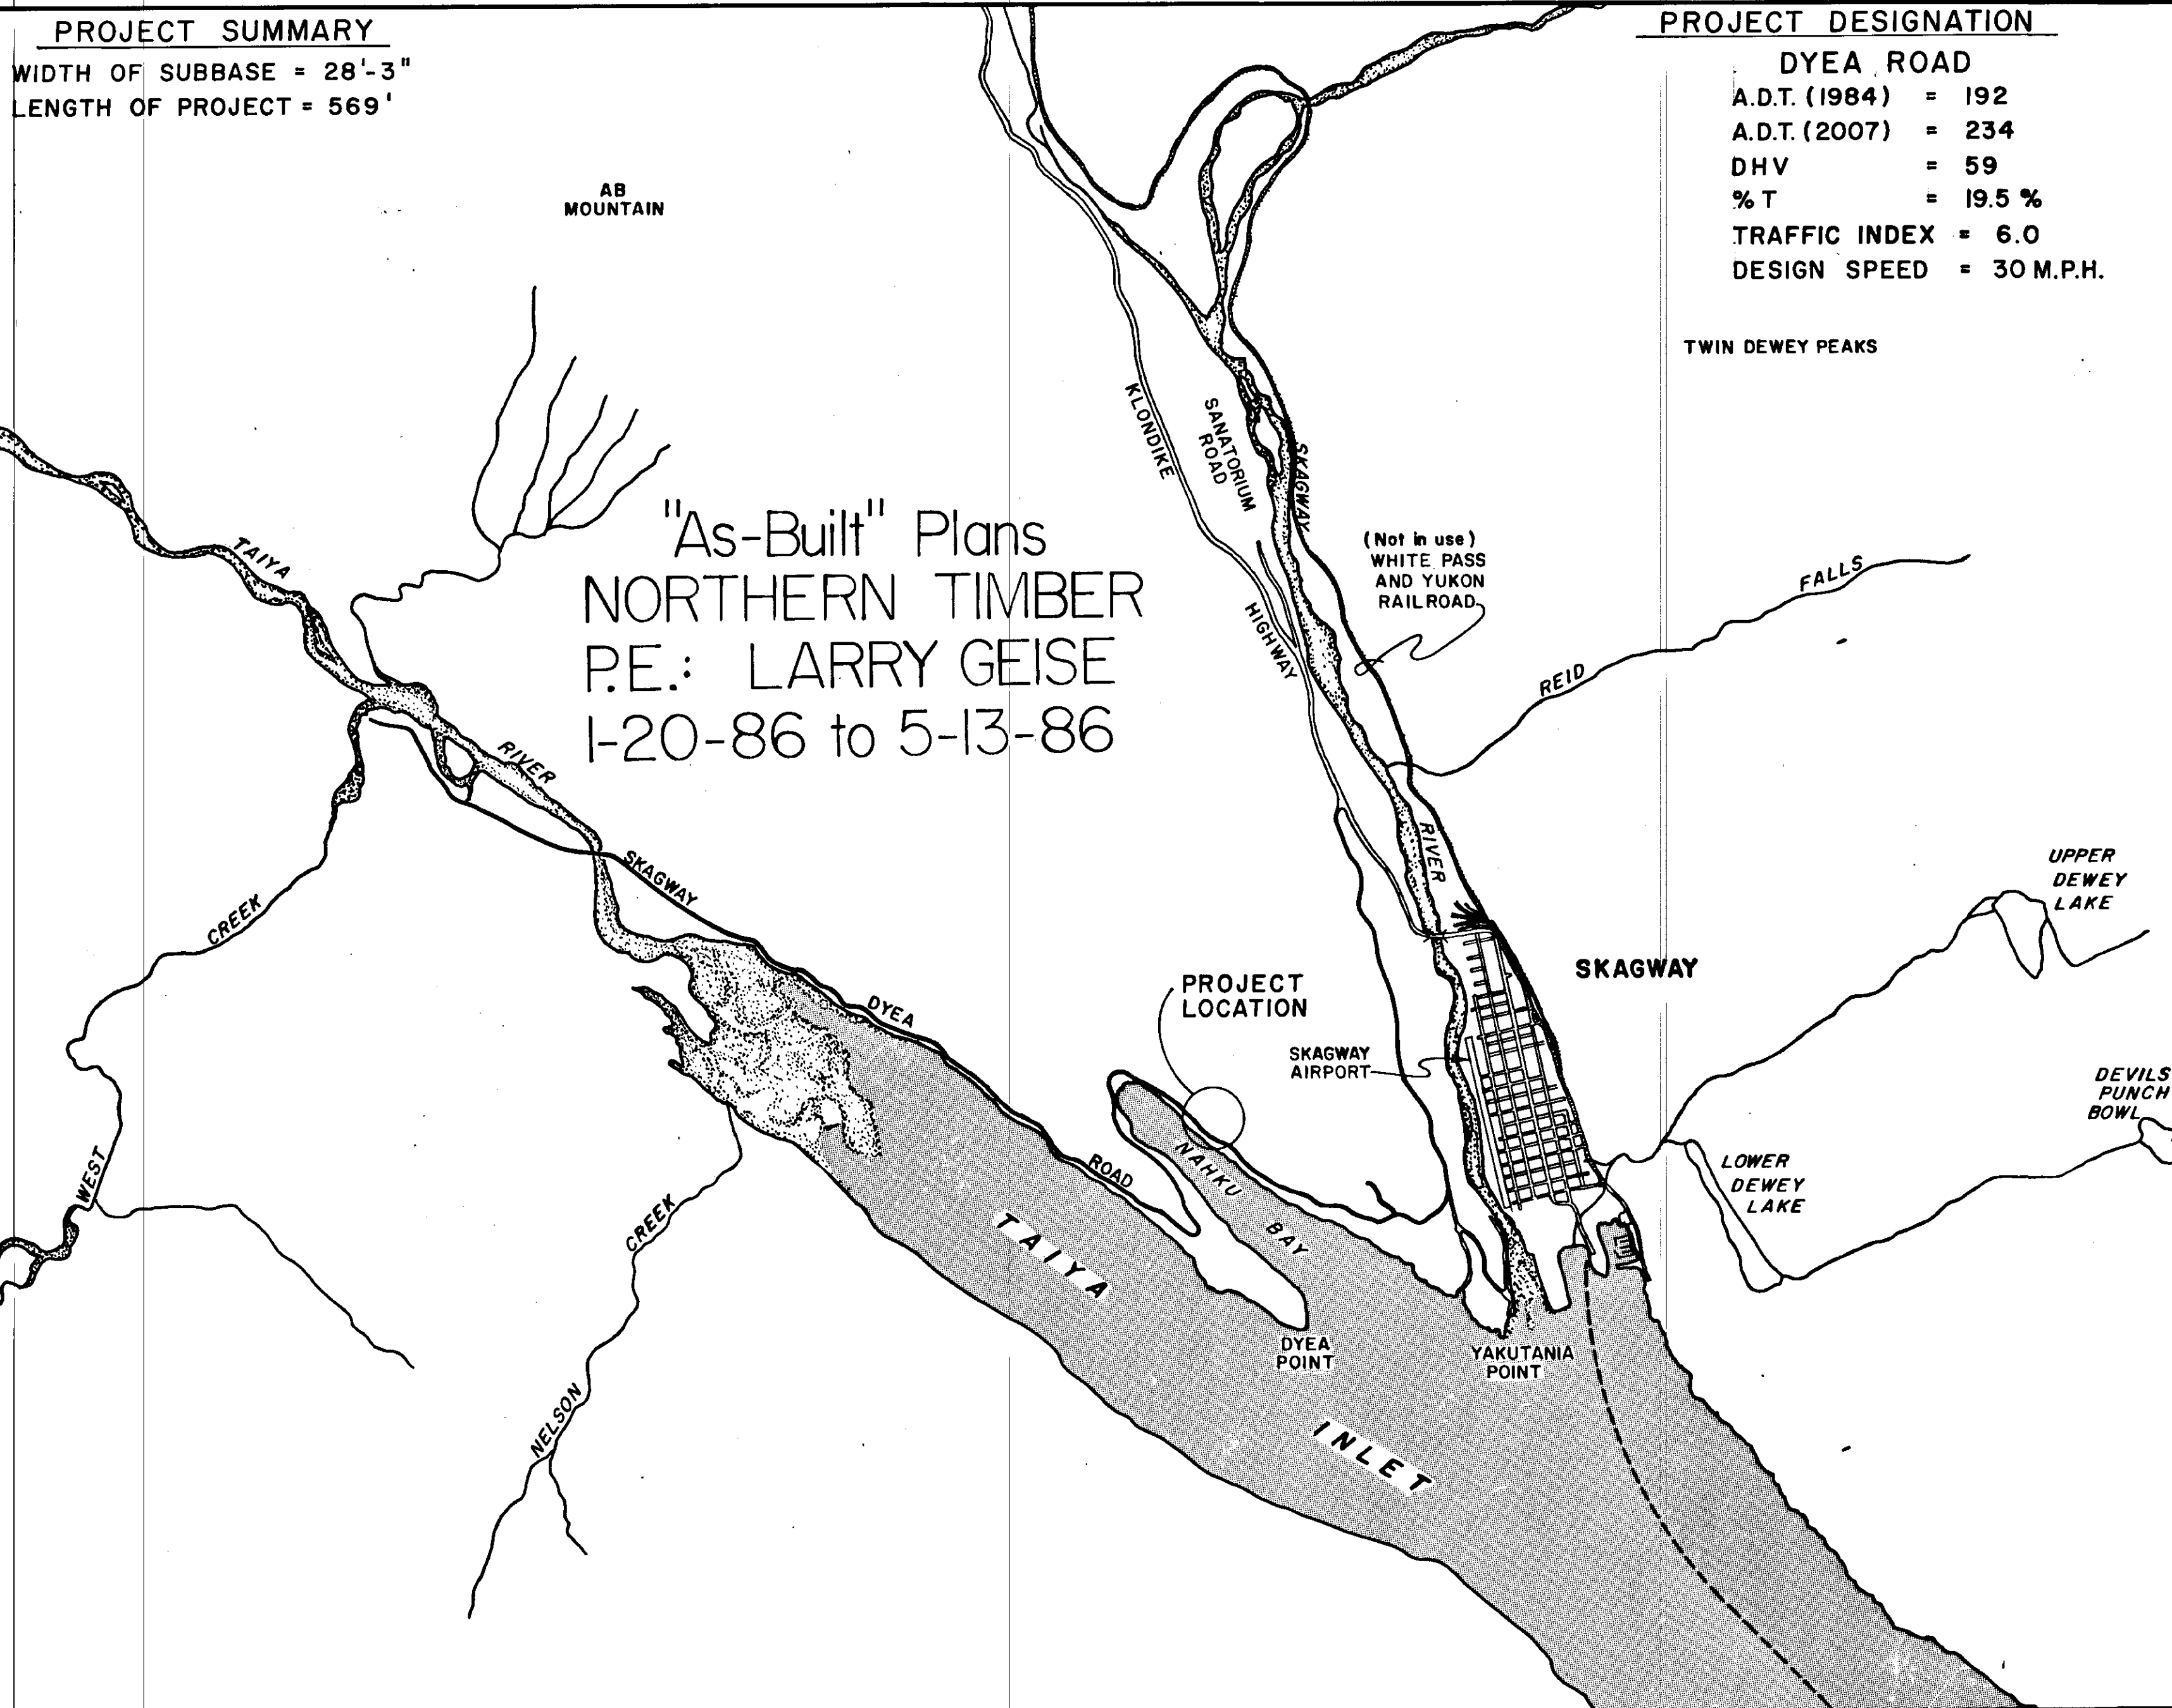 PROJECT SUMMARY
WIDTH OF SUBBASE = 28'-3"
LENGTH OF PROJECT = 569'
PROJECT DESIGNATION
DYEA ROAD
A.D.T. (1984) = 192
A.D.T. (2007) = 234
DHV = 59
% T = 19.5 %
TRAFFIC INDEX = 6.0
DESIGN SPEED = 30 M.P.H.
AB
MOUNTAIN
TWIN DEWEY PEAKS
KLONDIKE
HIGHWAY
SANATORIUM
ROAD
SKAGWAY
RIVER
(Not in use)
WHITE PASS
AND YUKON
RAILROAD
REID
FALLS
"As-Built" Plans
NORTHERN TIMBER
P.E.: LARRY GEISE
1-20-86 to 5-13-86
TAIYA
RIVER
SKAGWAY
DYEA
ROAD
WEST
CREEK
NELSON
CREEK
PROJECT
LOCATION
SKAGWAY
AIRPORT
SKAGWAY
UPPER
DEWEY
LAKE
DEVILS
PUNCH
BOWL
LOWER
DEWEY
LAKE
NAHKU
BAY
TAIYA
INLET
DYEA
POINT
YAKUTANIA
POINT